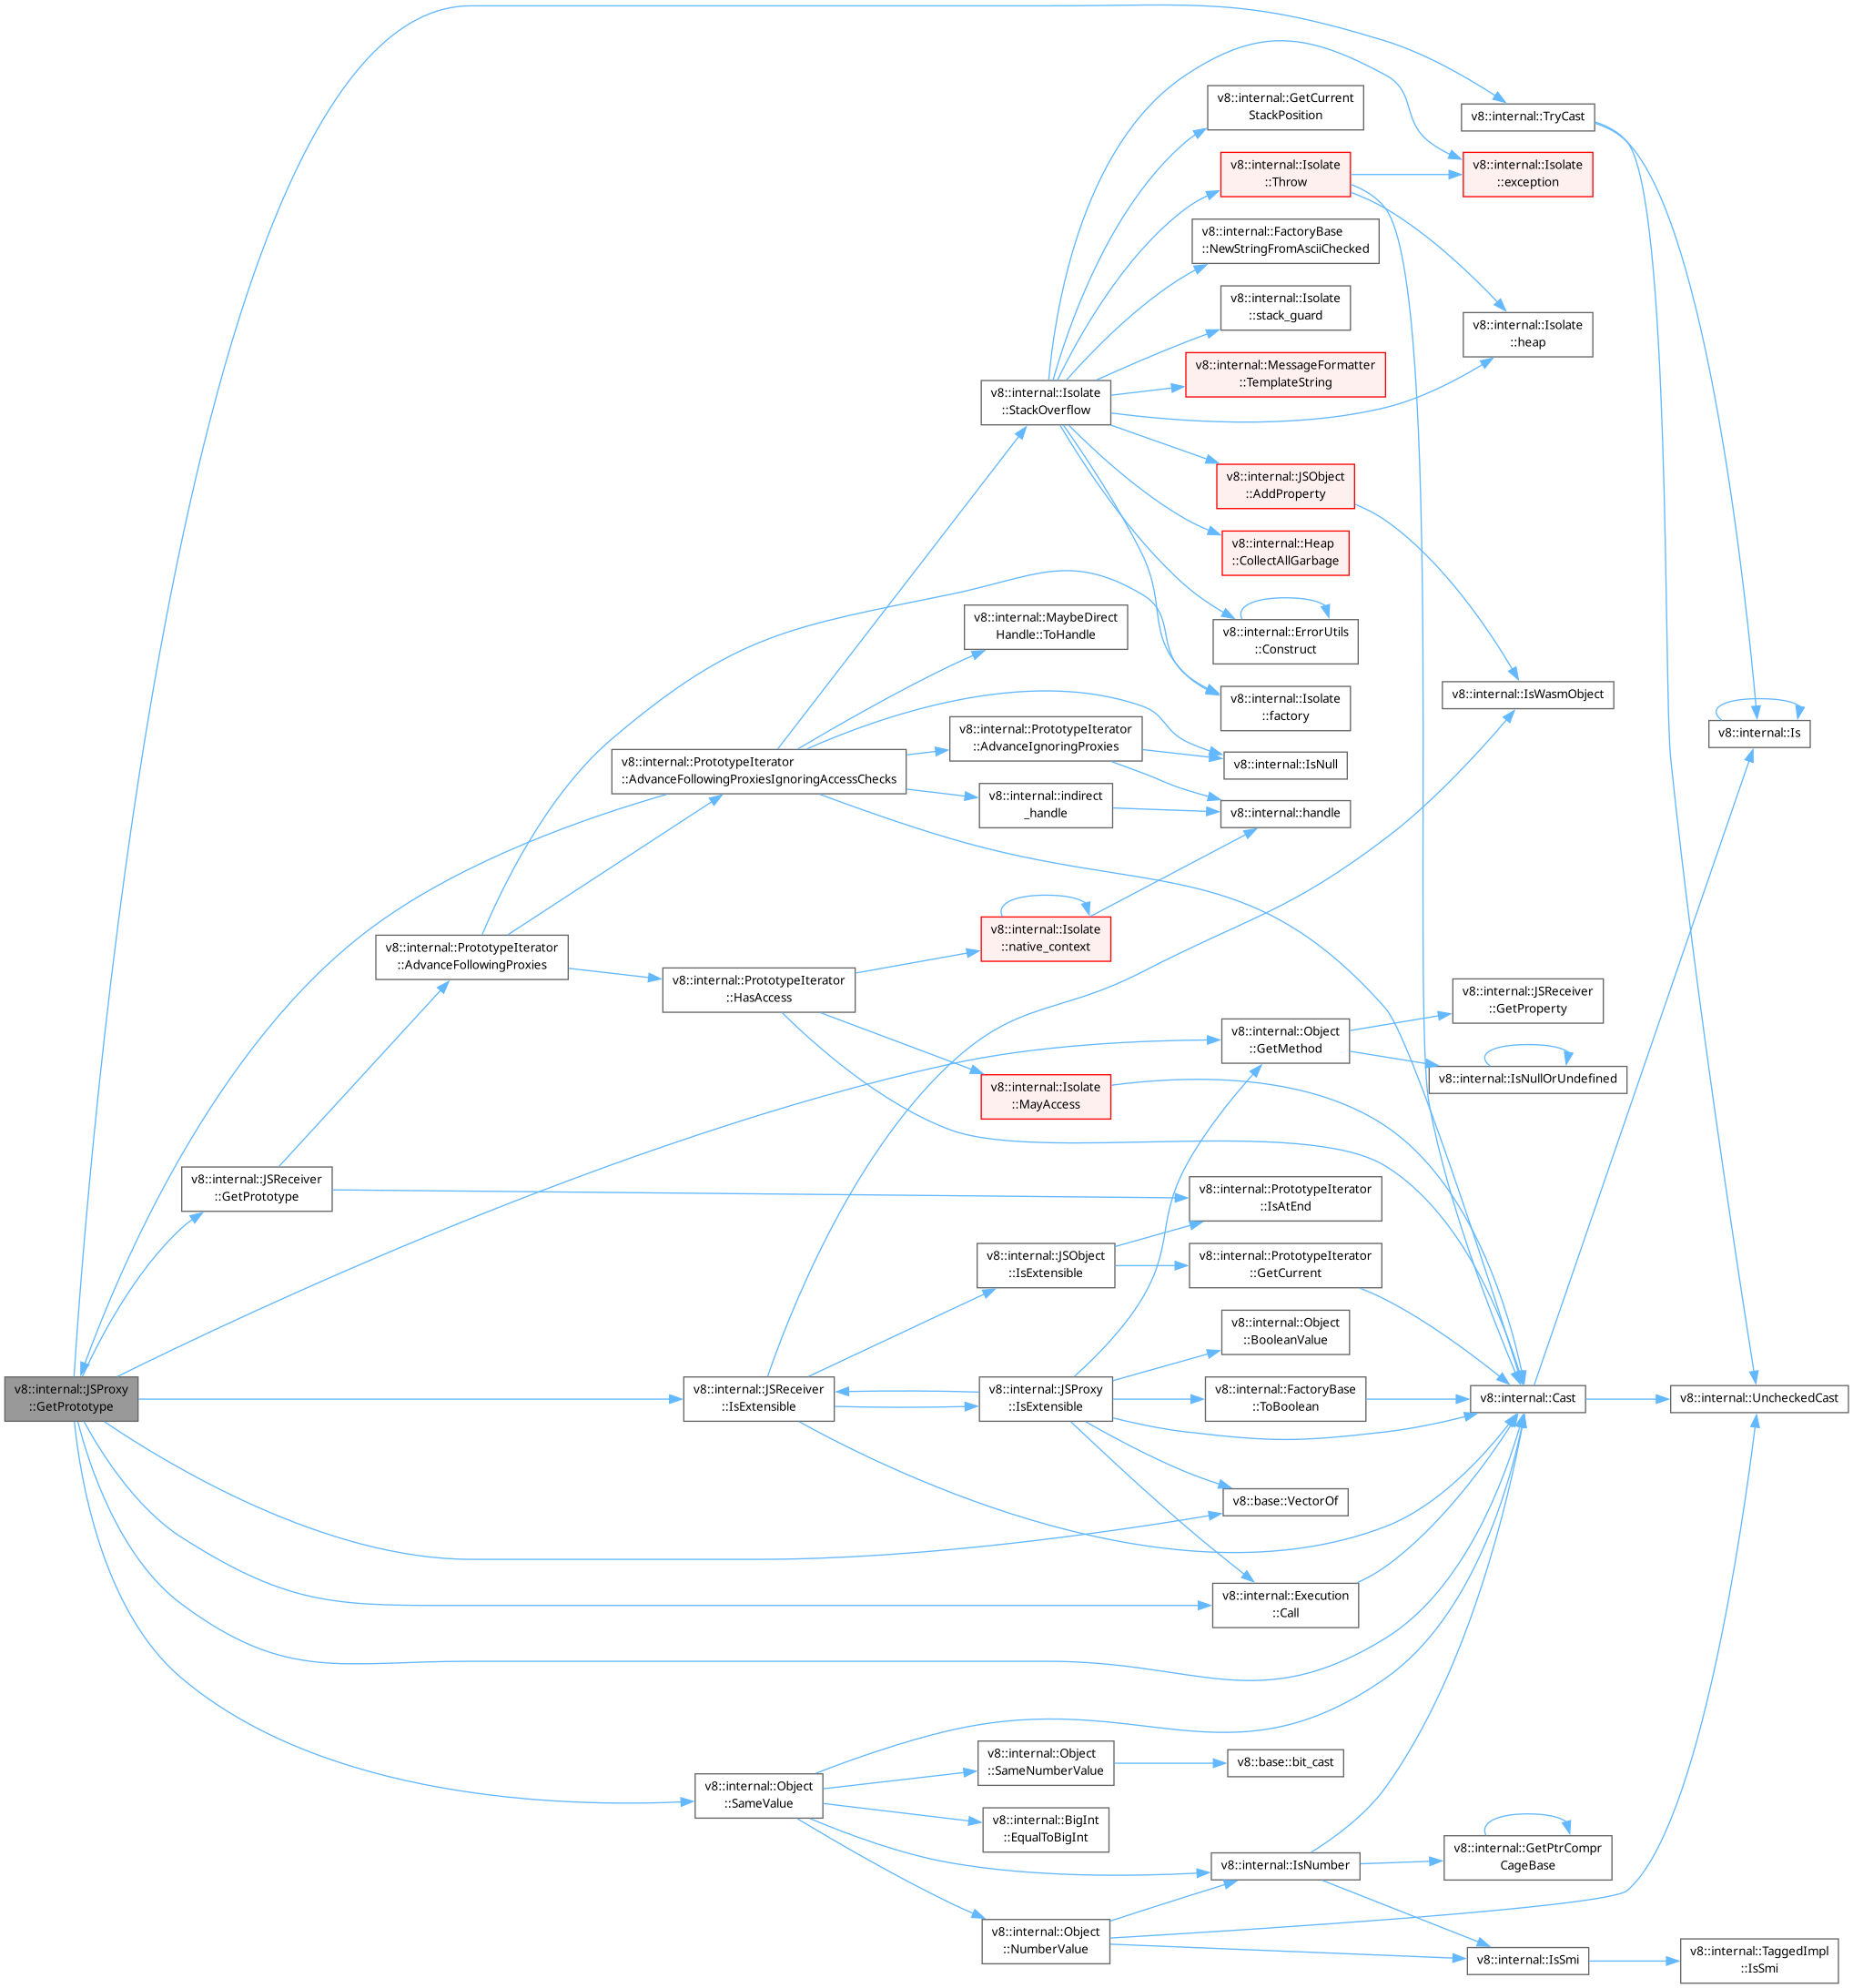 v8::internal::GetCurrent
StackPosition
v8::internal::TryCast
v8::internal::Isolate
::Throw
v8::internal::Isolate
::exception
v8::internal::FactoryBase
::NewStringFromAsciiChecked
v8::internal::Isolate
::stack_guard
v8::internal::Isolate
::heap
v8::internal::MessageFormatter
::TemplateString
v8::internal::Isolate
::StackOverflow
v8::internal::JSObject
::AddProperty
v8::internal::Heap
::CollectAllGarbage
v8::internal::MaybeDirect
Handle::ToHandle
v8::internal::ErrorUtils
::Construct
v8::internal::IsWasmObject
v8::internal::Isolate
::factory
v8::internal::Is
v8::internal::PrototypeIterator
::AdvanceFollowingProxiesIgnoringAccessChecks
v8::internal::PrototypeIterator
::AdvanceIgnoringProxies
v8::internal::IsNull
v8::internal::indirect
_handle
v8::internal::handle
v8::internal::PrototypeIterator
::AdvanceFollowingProxies
v8::internal::Isolate
::native_context
v8::internal::PrototypeIterator
::HasAccess
v8::internal::JSReceiver
::GetProperty
v8::internal::Object
::GetMethod
v8::internal::IsNullOrUndefined
v8::internal::Isolate
::MayAccess
v8::internal::JSReceiver
::GetPrototype
v8::internal::PrototypeIterator
::IsAtEnd
v8::internal::JSObject
::IsExtensible
v8::internal::PrototypeIterator
::GetCurrent
v8::internal::Object
::BooleanValue
v8::internal::JSProxy
::GetPrototype
v8::internal::JSReceiver
::IsExtensible
v8::internal::JSProxy
::IsExtensible
v8::internal::FactoryBase
::ToBoolean
v8::internal::Cast
v8::internal::UncheckedCast
v8::base::VectorOf
v8::internal::Execution
::Call
v8::internal::Object
::SameValue
v8::internal::Object
::SameNumberValue
v8::base::bit_cast
v8::internal::BigInt
::EqualToBigInt
v8::internal::IsNumber
v8::internal::GetPtrCompr
CageBase
v8::internal::Object
::NumberValue
v8::internal::IsSmi
v8::internal::TaggedImpl
::IsSmi